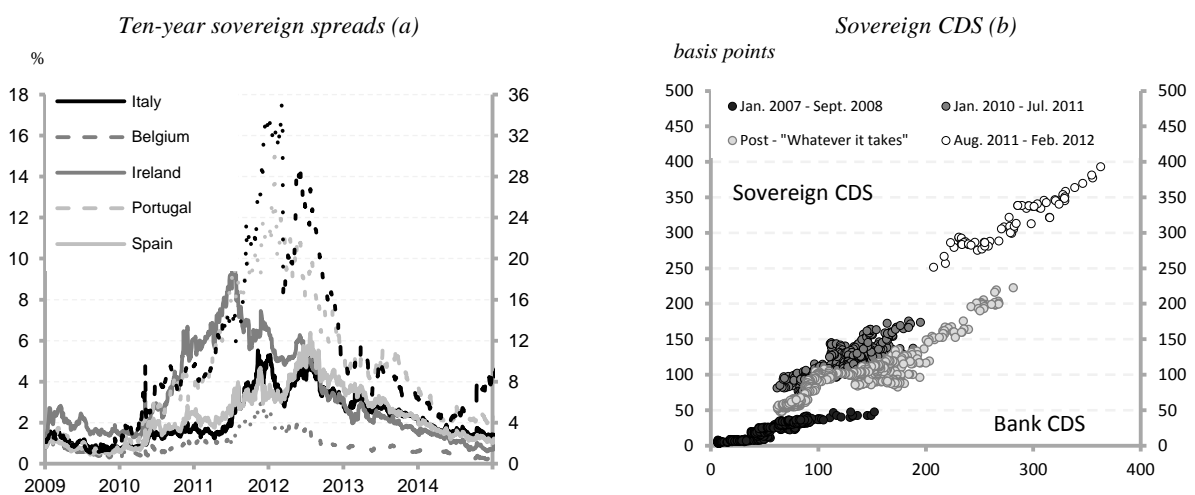 Ten-year sovereign spreads (a)
%
18 36
16 32
14 28
12 24
10 20
8 16
6 12
4 8
2 4
0 0
Italy
Belgium
Ireland
Portugal
Spain
2009 2010 2011 2012 2013 2014
Sovereign CDS (b)
basis points
500 500
450 450
400 400
350 350
300 300
250 250
200 200
150 150
100 100
50 50
0 0
Jan. 2007 - Sept. 2008 Jan. 2010 - Jul. 2011
Post - "Whatever it takes" Aug. 2011 - Feb. 2012
Sovereign CDS
Bank CDS
0 100 200 300 400